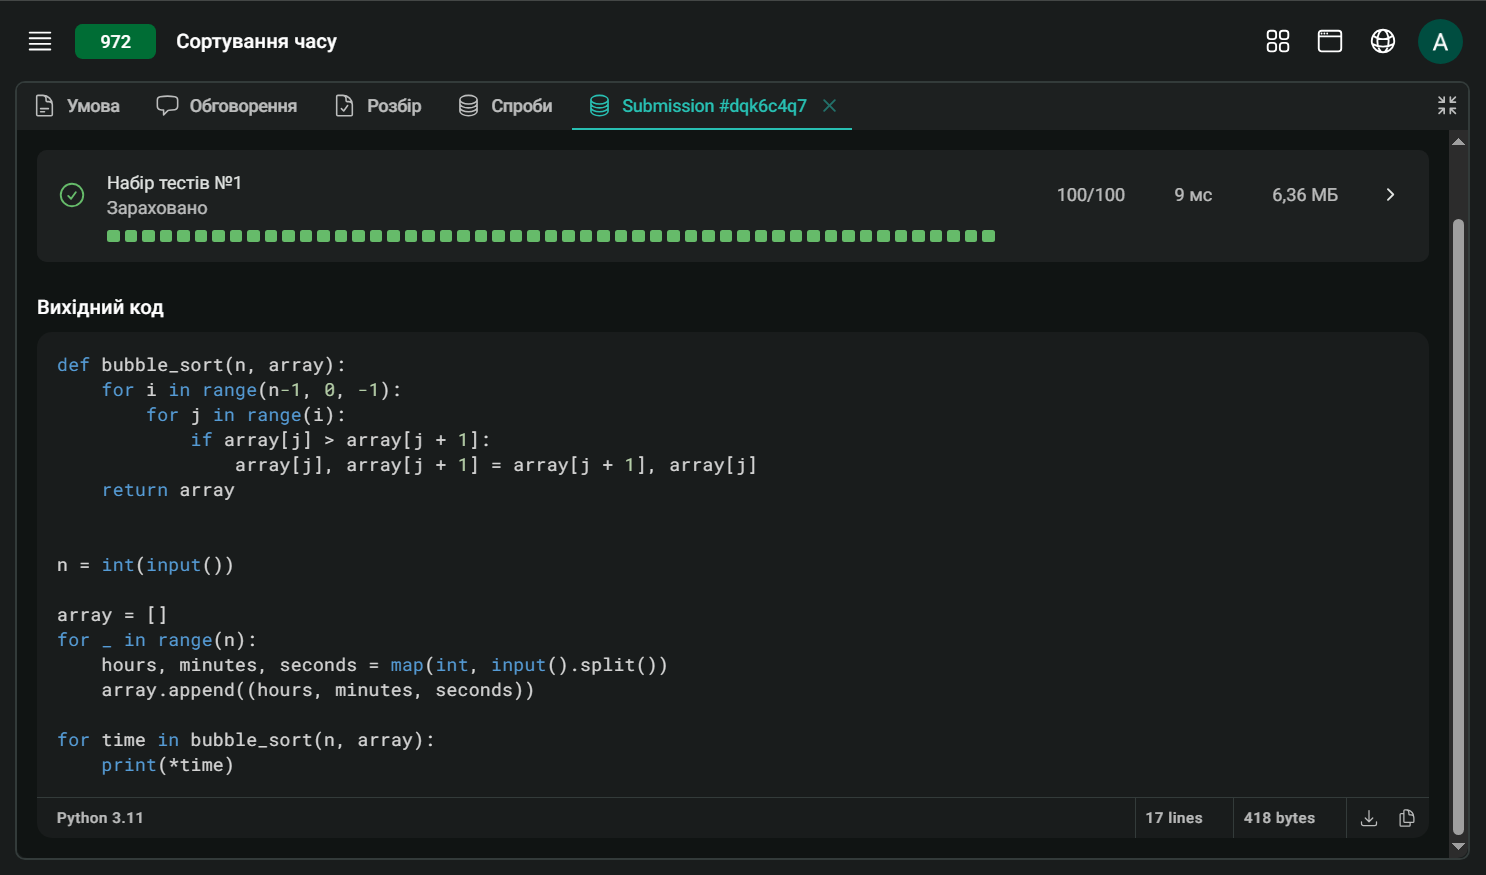 972 Сортування часу A
Умова Обговорення Розбір Спроби Submission #dqk6c4q7
Набір тестів №1
Зараховано
100/100 9 мс 6,36 МБ
Вихідний код
def bubble_sort(n, array):
    for i in range(n-1, 0, -1):
        for j in range(i):
            if array[j] > array[j + 1]:
                array[j], array[j + 1] = array[j + 1], array[j]
    return array
n = int(input())
array = []
for _ in range(n):
    hours, minutes, seconds = map(int, input().split())
    array.append((hours, minutes, seconds))
for time in bubble_sort(n, array):
    print(*time)
Python 3.11 17 lines 418 bytes